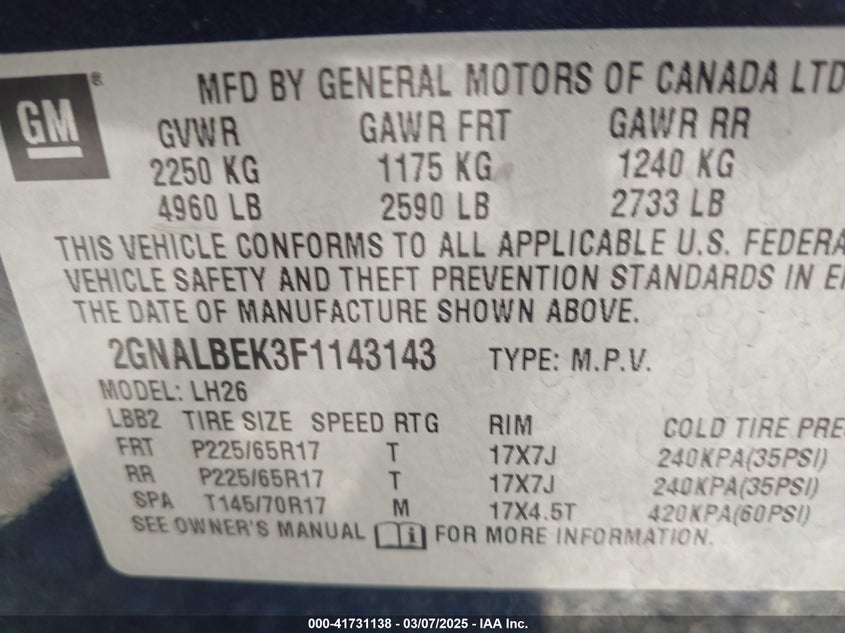 GM ®
MFD BY GENERAL MOTORS OF CANADA LTD
GVWR GAWR FRT GAWR RR
2250 KG 1175 KG 1240 KG
4960 LB 2590 LB 2733 LB
THIS VEHICLE CONFORMS TO ALL APPLICABLE U.S. FEDERA
VEHICLE SAFETY AND THEFT PREVENTION STANDARDS IN
THE DATE OF MANUFACTURE SHOWN ABOVE.
2GNALBEK3F1143143 TYPE: M.P.V.
MODEL: LH26
LBB2 TIRE SIZE SPEED RTG RIM COLD TIRE PRE
FRT P225/65R17 T 17X7J 240KPA(35PSI)
RR P225/65R17 T 17X7J 240KPA(35PSI)
SPA T145/70R17 M 17X4.5T 420KPA(60PSI)
SEE OWNER'S MANUAL i FOR MORE INFORMATION.
000-41731138 — 03/07/2025 — IAA Inc.